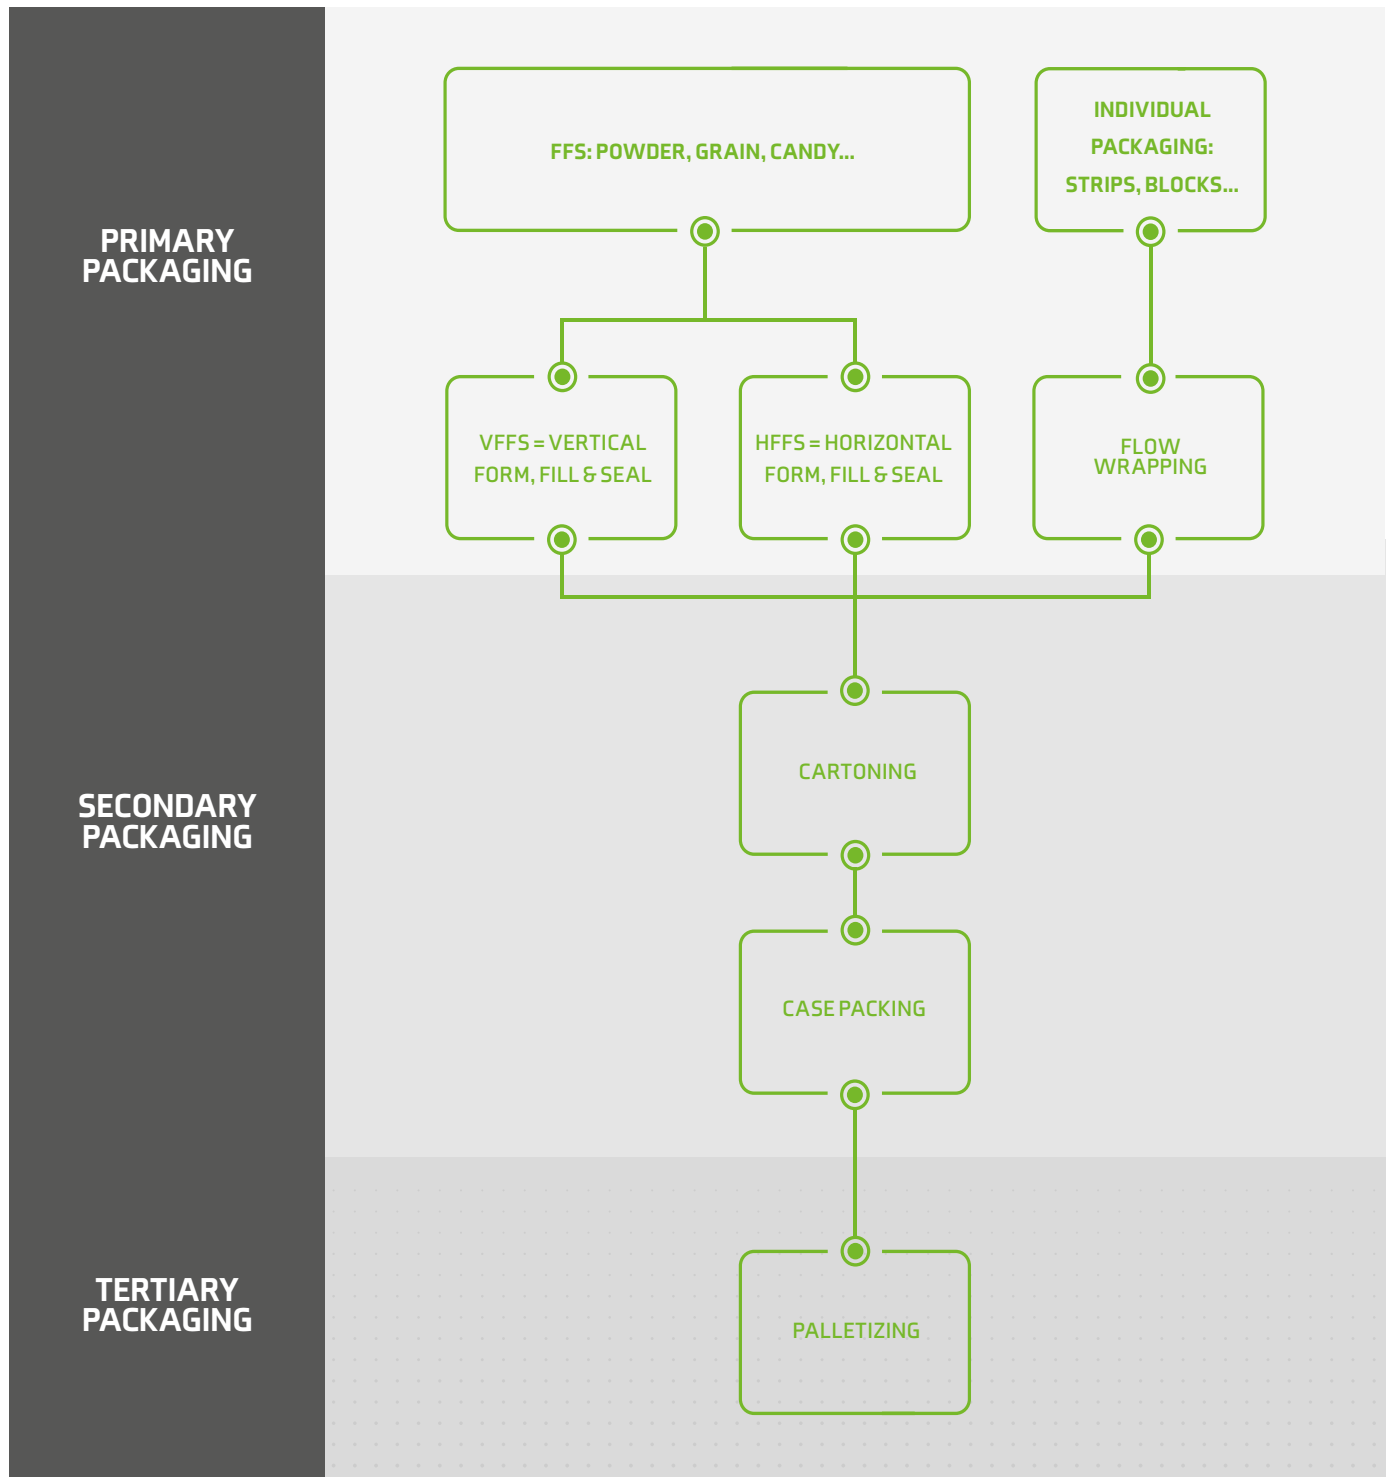 PRIMARY
PACKAGING
FFS: POWDER, GRAIN, CANDY...
INDIVIDUAL
PACKAGING:
STRIPS, BLOCKS...
VFFS = VERTICAL
FORM, FILL & SEAL
HFFS = HORIZONTAL
FORM, FILL & SEAL
FLOW
WRAPPING
SECONDARY
PACKAGING
CARTONING
CASE PACKING
TERTIARY
PACKAGING
PALLETIZING